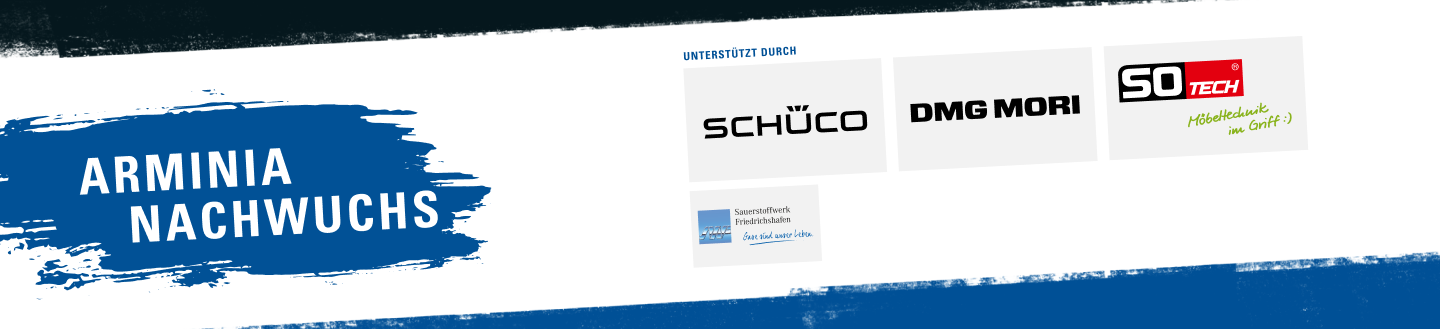 ARMINIA
NACHWUCHS
UNTERSTÜTZT DURCH
SCHÜCO
DMG MORI
SO TECH ®
Möbeltechnik
im Griff :)
Sauerstoffwerk
Friedrichshafen
Gase sind unser Leben.